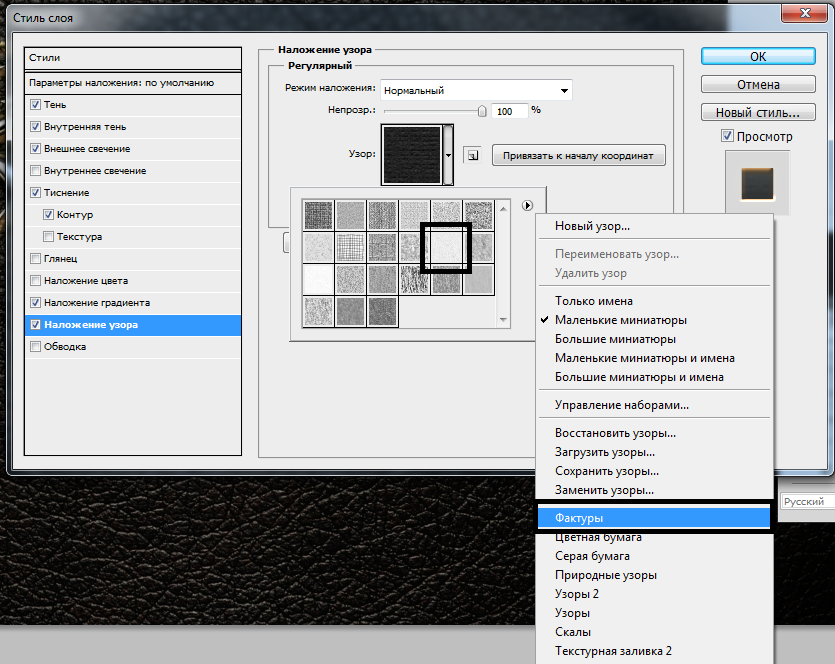 Стиль слоя
Стили
Параметры наложения: по умолчанию
Тень
Внутренняя тень
Внешнее свечение
Внутреннее свечение
Тиснение
Контур
Текстура
Глянец
Наложение цвета
Наложение градиента
Наложение узора
Обводка
Наложение узора
Регулярный
Режим наложения: Нормальный
Непрозр.: 100 %
Узор:
Привязать к началу координат
OK
Отмена
Новый стиль...
Просмотр
Новый узор...
Переименовать узор...
Удалить узор
Только имена
Маленькие миниатюры
Большие миниатюры
Маленькие миниатюры и имена
Большие миниатюры и имена
Управление наборами...
Восстановить узоры...
Загрузить узоры...
Сохранить узоры...
Заменить узоры...
Фактуры
Цветная бумага
Серая бумага
Природные узоры
Узоры 2
Узоры
Скалы
Текстурная заливка 2
Русский